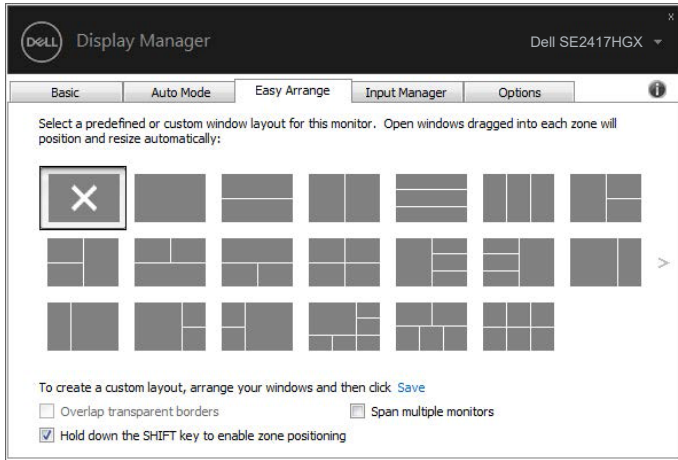 x
DELL Display Manager Dell SE2417HGX
Basic Auto Mode Easy Arrange Input Manager Options i
Select a predefined or custom window layout for this monitor. Open windows dragged into each zone will
position and resize automatically:
>
To create a custom layout, arrange your windows and then click Save
Overlap transparent borders Span multiple monitors
Hold down the SHIFT key to enable zone positioning